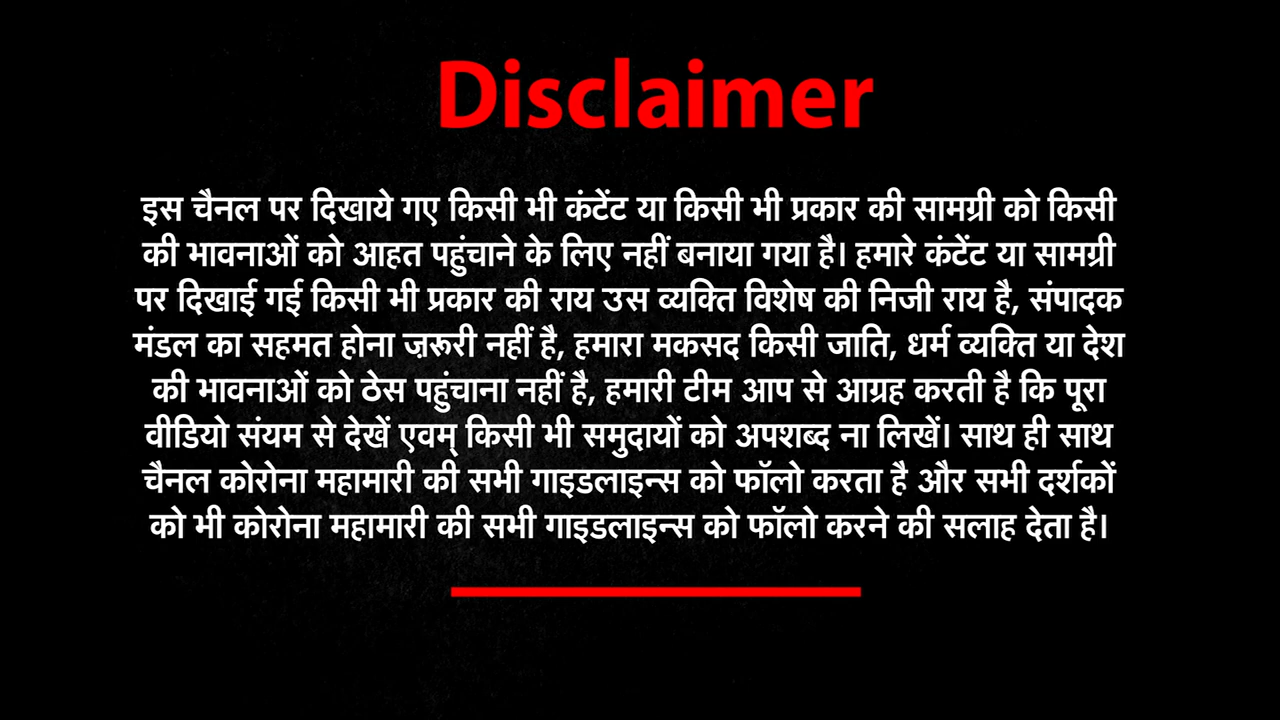 Disclaimer
इस चैनल पर दिखाये गए किसी भी कंटेंट या किसी भी प्रकार की सामग्री को किसी
की भावनाओं को आहत पहुंचाने के लिए नहीं बनाया गया है। हमारे कंटेंट या सामग्री
पर दिखाई गई किसी भी प्रकार की राय उस व्यक्ति विशेष की निजी राय है, संपादक
मंडल का सहमत होना ज़रूरी नहीं है, हमारा मकसद किसी जाति, धर्म व्यक्ति या देश
की भावनाओं को ठेस पहुंचाना नहीं है, हमारी टीम आप से आग्रह करती है कि पूरा
वीडियो संयम से देखें एवम् किसी भी समुदायों को अपशब्द ना लिखें। साथ ही साथ
चैनल कोरोना महामारी की सभी गाइडलाइन्स को फॉलो करता है और सभी दर्शकों
को भी कोरोना महामारी की सभी गाइडलाइन्स को फॉलो करने की सलाह देता है।